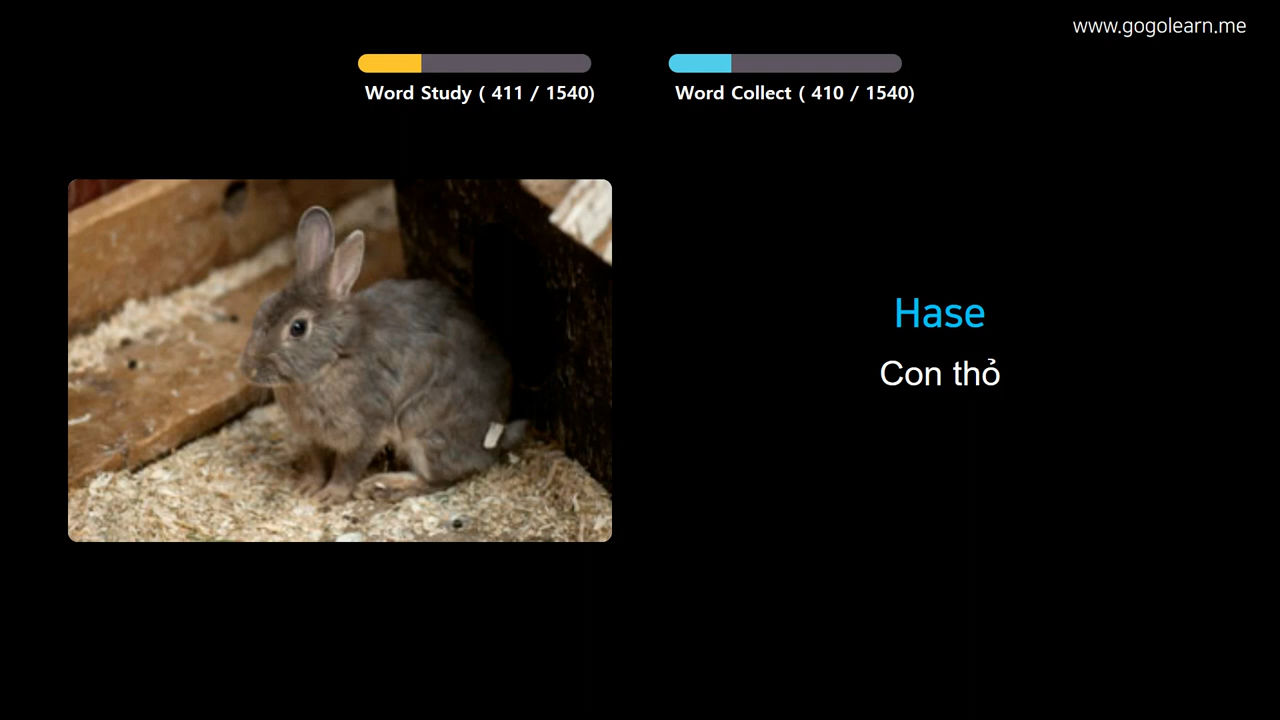 www.gogolearn.me
Word Study ( 411 / 1540)
Word Collect ( 410 / 1540)
Hase
Con thỏ